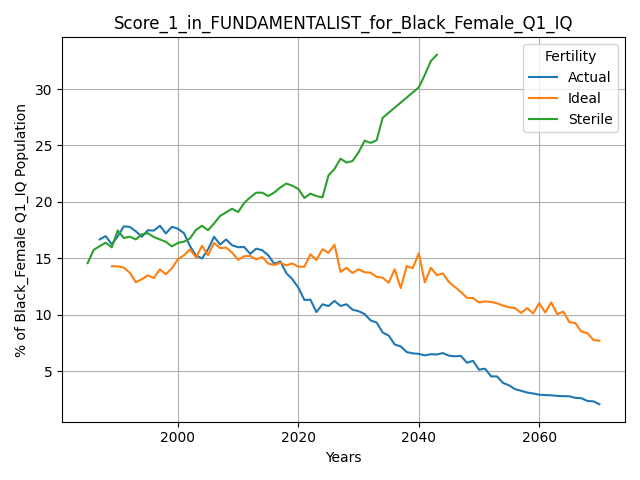 Score_1_in_FUNDAMENTALIST_for_Black_Female_Q1_IQ
Fertility
Actual
Ideal
Sterile
% of Black_Female Q1_IQ Population
30
25
20
15
10
5
2000
2020
2040
2060
Years